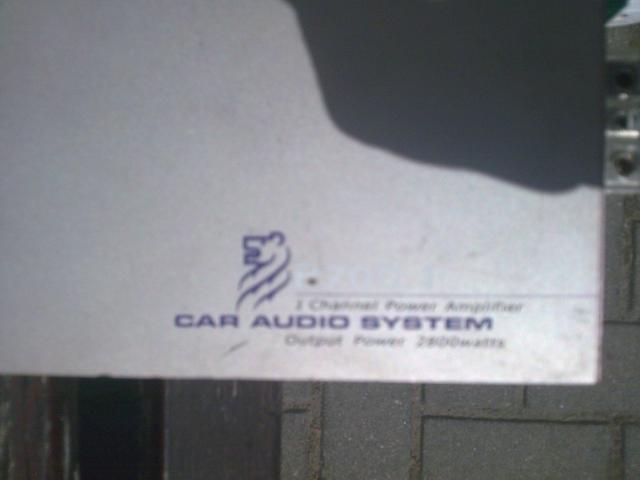 1 Channel Power Amplifier
CAR AUDIO SYSTEM
Output Power 2800watts